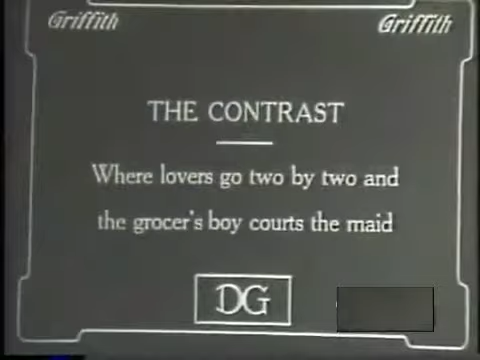 Griffith Griffith
THE CONTRAST
Where lovers go two by two and
the grocer's boy courts the maid
DG